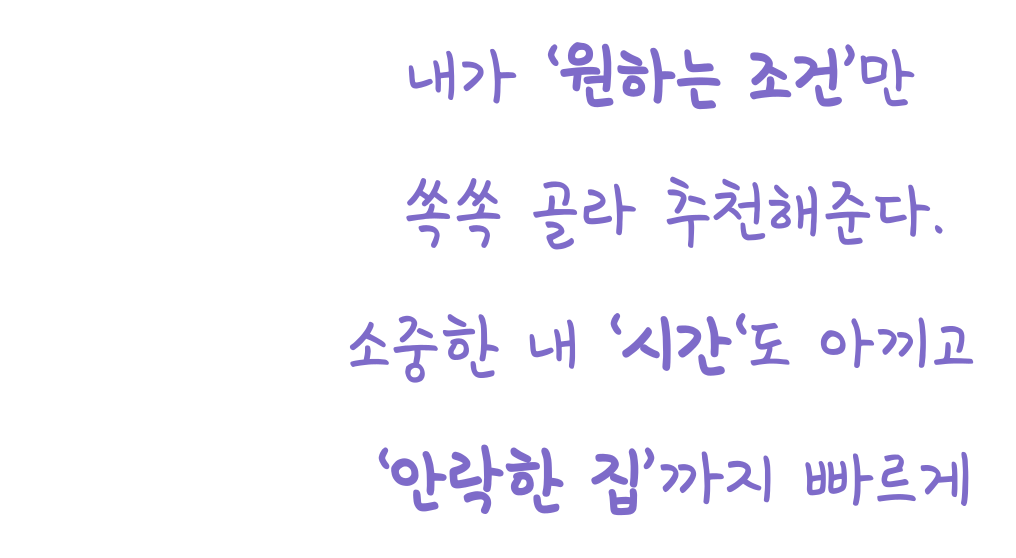 내가 ‘원하는 조건’만
쏙쏙 골라 추천해준다.
소중한 내 ‘시간‘도 아끼고
‘안락한 집’까지 빠르게